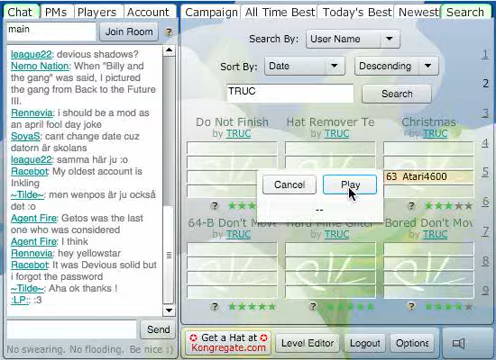 Chat PMs Players Account
main
Join Room
?
league22: devious shadows?
Nemo Nation: When "Billy and
the gang" was said, I pictured
the gang from Back to the Future
III.
Rennevia: i should be a mod as
an april fool day joke
SovaS: cant change date cuz
datorn är skolans
league22: samma här ju :o
Racebot: My oldest account is
Inkling
~Tilde~: men wenpos är ju också
det :o
Agent Fire: Getos was the last
one who was considered
Agent Fire: I think
Rennevia: hey yellowstar
Racebot: It was Devious solid but
i forgot the password
~Tilde~: Aha ok thanks !
:LP:: :3
Send
No swearing. No flooding. Be nice :)
Campaign All Time Best Today's Best Newest Search
Search By: User Name
Sort By: Date Descending
TRUC
Search
1
2
3
4
5
6
7
8
9
Do Not Finish
by TRUC
Hat Remover Te
by TRUC
Christmas
by TRUC
63 Atari4600
?
Cancel
Play
--
64-B Don't Mov
by TRUC
by TRUC
Bored Don't Mov
by TRUC
? ? ?
Get a Hat at
Kongregate.com
Level Editor
Logout
Options